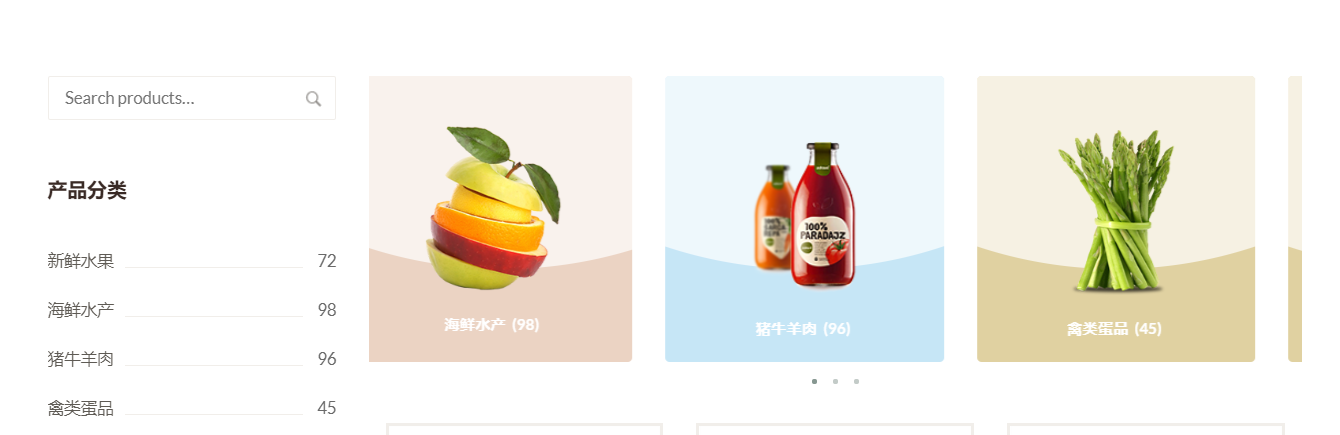 Search products…
产品分类
新鲜水果 72
海鲜水产 98
猪牛羊肉 96
禽类蛋品 45
海鲜水产 (98)
100%
PARADAJZ
猪牛羊肉 (96)
禽类蛋品 (45)